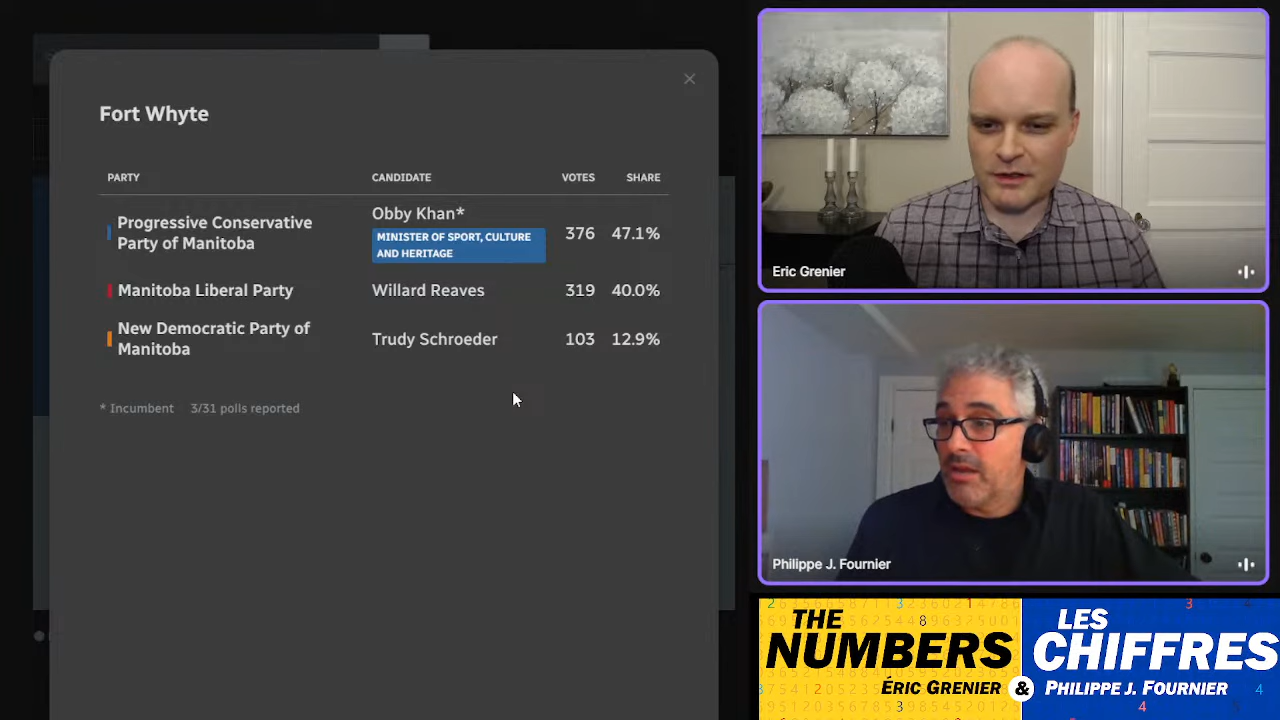 Fort Whyte
PARTY CANDIDATE VOTES SHARE
Progressive Conservative
Party of Manitoba
Obby Khan*
MINISTER OF SPORT, CULTURE
AND HERITAGE
376 47.1%
Manitoba Liberal Party Willard Reaves 319 40.0%
New Democratic Party of
Manitoba
Trudy Schroeder 103 12.9%
* Incumbent 3/31 polls reported
Eric Grenier
Philippe J. Fournier
THE
NUMBERS
ÉRIC GRENIER
&
LES
CHIFFRES
PHILIPPE J. FOURNIER